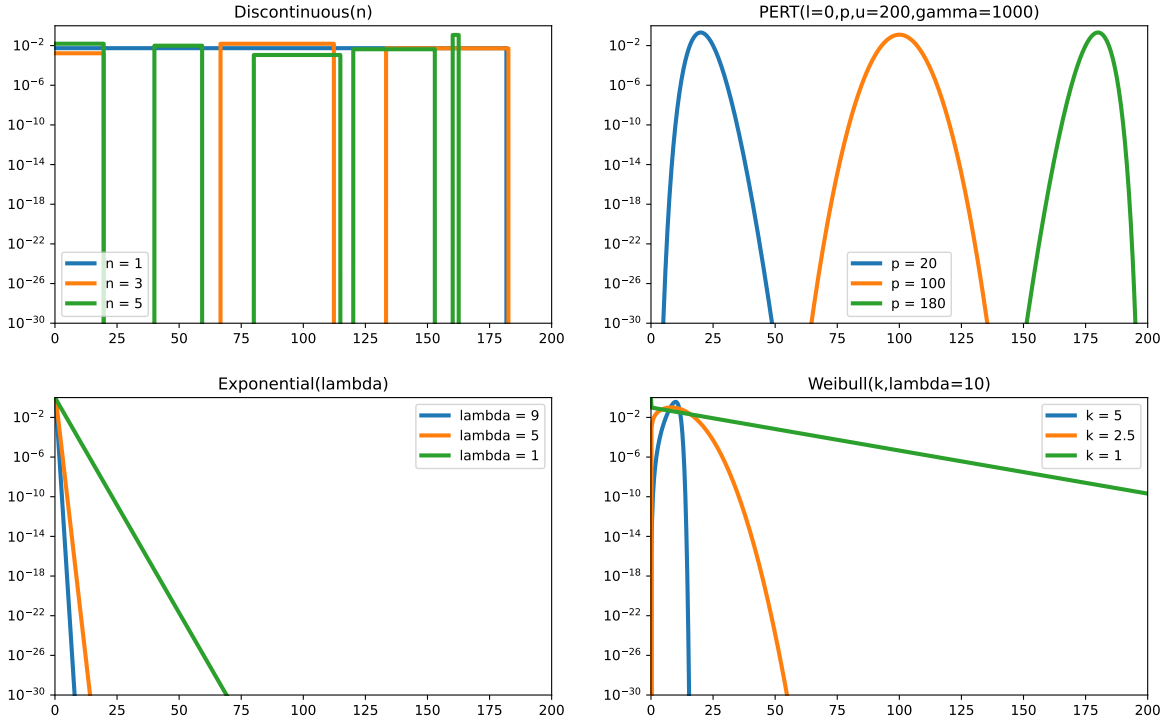 Discontinuous(n)
10⁻²
10⁻⁶
10⁻¹⁰
10⁻¹⁴
10⁻¹⁸
10⁻²²
10⁻²⁶
10⁻³⁰
n = 1
n = 3
n = 5
0 25 50 75 100 125 150 175 200
PERT(l=0,p,u=200,gamma=1000)
10⁻²
10⁻⁶
10⁻¹⁰
10⁻¹⁴
10⁻¹⁸
10⁻²²
10⁻²⁶
10⁻³⁰
p = 20
p = 100
p = 180
0 25 50 75 100 125 150 175 200
Exponential(lambda)
10⁻²
10⁻⁶
10⁻¹⁰
10⁻¹⁴
10⁻¹⁸
10⁻²²
10⁻²⁶
10⁻³⁰
lambda = 9
lambda = 5
lambda = 1
0 25 50 75 100 125 150 175 200
Weibull(k,lambda=10)
10⁻²
10⁻⁶
10⁻¹⁰
10⁻¹⁴
10⁻¹⁸
10⁻²²
10⁻²⁶
10⁻³⁰
k = 5
k = 2.5
k = 1
0 25 50 75 100 125 150 175 200